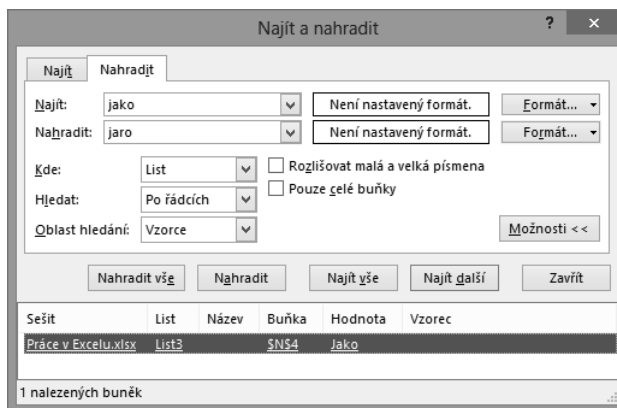 Najít a nahradit ? ×
Najít Nahradit
Najít: jako Není nastavený formát. Formát...
Nahradit: jaro Není nastavený formát. Formát...
Kde: List Rozlišovat malá a velká písmena
Hledat: Po řádcích Pouze celé buňky
Oblast hledání: Vzorce Možnosti <<
Nahradit vše Nahradit Najít vše Najít další Zavřít
Sešit List Název Buňka Hodnota Vzorec
Práce v Excelu.xlsx List3 $N$4 Jako
1 nalezených buněk